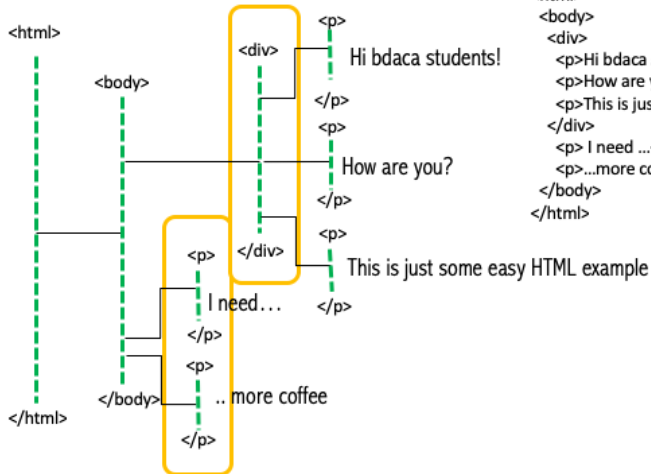 <html>
<body>
<div>
<p>
Hi bdaca students!
</p>
<p>
How are you?
</p>
<p>
This is just some easy HTML example
</p>
</div>
<p>
I need...
</p>
<p>
.. more coffee
</p>
</body>
</html>
<body>
<div>
<p>Hi bdaca
<p>How are
<p>This is jus
</div>
<p> I need ...
<p>...more co
</body>
</html>